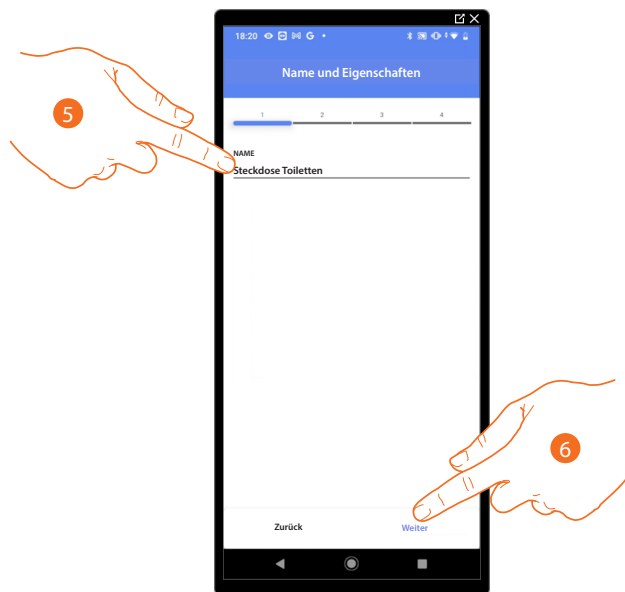 18:20 G
Name und Eigenschaften
1 2 3 4
NAME
Steckdose Toiletten
5
6
Zurück Weiter